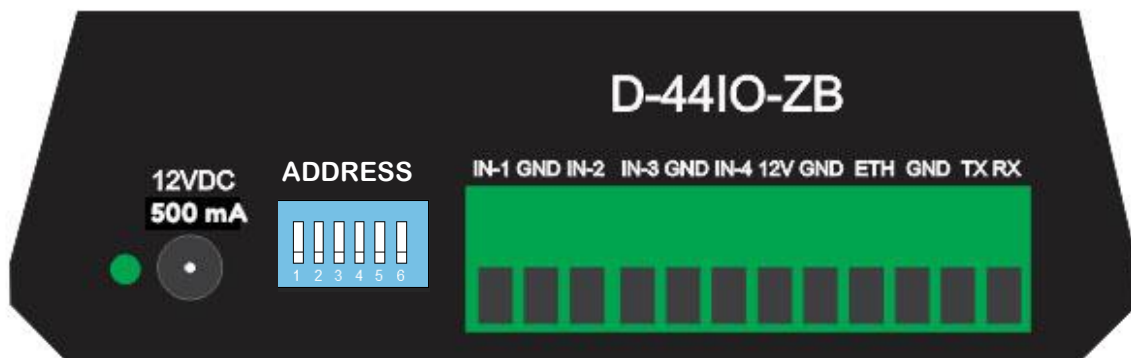 D-44IO-ZB
ADDRESS
IN-1 GND IN-2 IN-3 GND IN-4 12V GND ETH GND TX RX
12VDC
500 mA
1 2 3 4 5 6